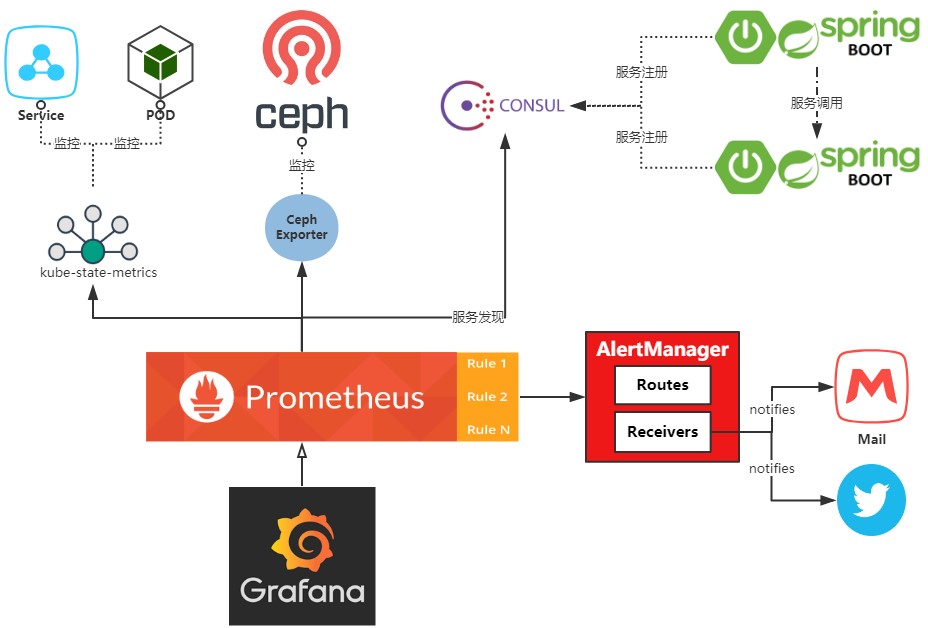 Service
POD
监控
监控
ceph
监控
Ceph
Exporter
kube-state-metrics
CONSUL
服务注册
服务注册
spring
BOOT
服务调用
spring
BOOT
服务发现
Prometheus
Rule 1
Rule 2
Rule N
AlertManager
Routes
Receivers
notifies
notifies
Mail
Grafana